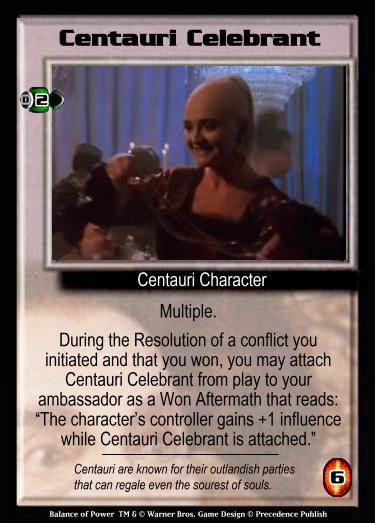 Centauri Celebrant
D 2
Centauri Character
Multiple.
During the Resolution of a conflict you
initiated and that you won, you may attach
Centauri Celebrant from play to your
ambassador as a Won Aftermath that reads:
“The character's controller gains +1 influence
while Centauri Celebrant is attached.”
Centauri are known for their outlandish parties
that can regale even the sourest of souls.
6
Balance of Power TM & © Warner Bros. Game Design © Precedence Publish